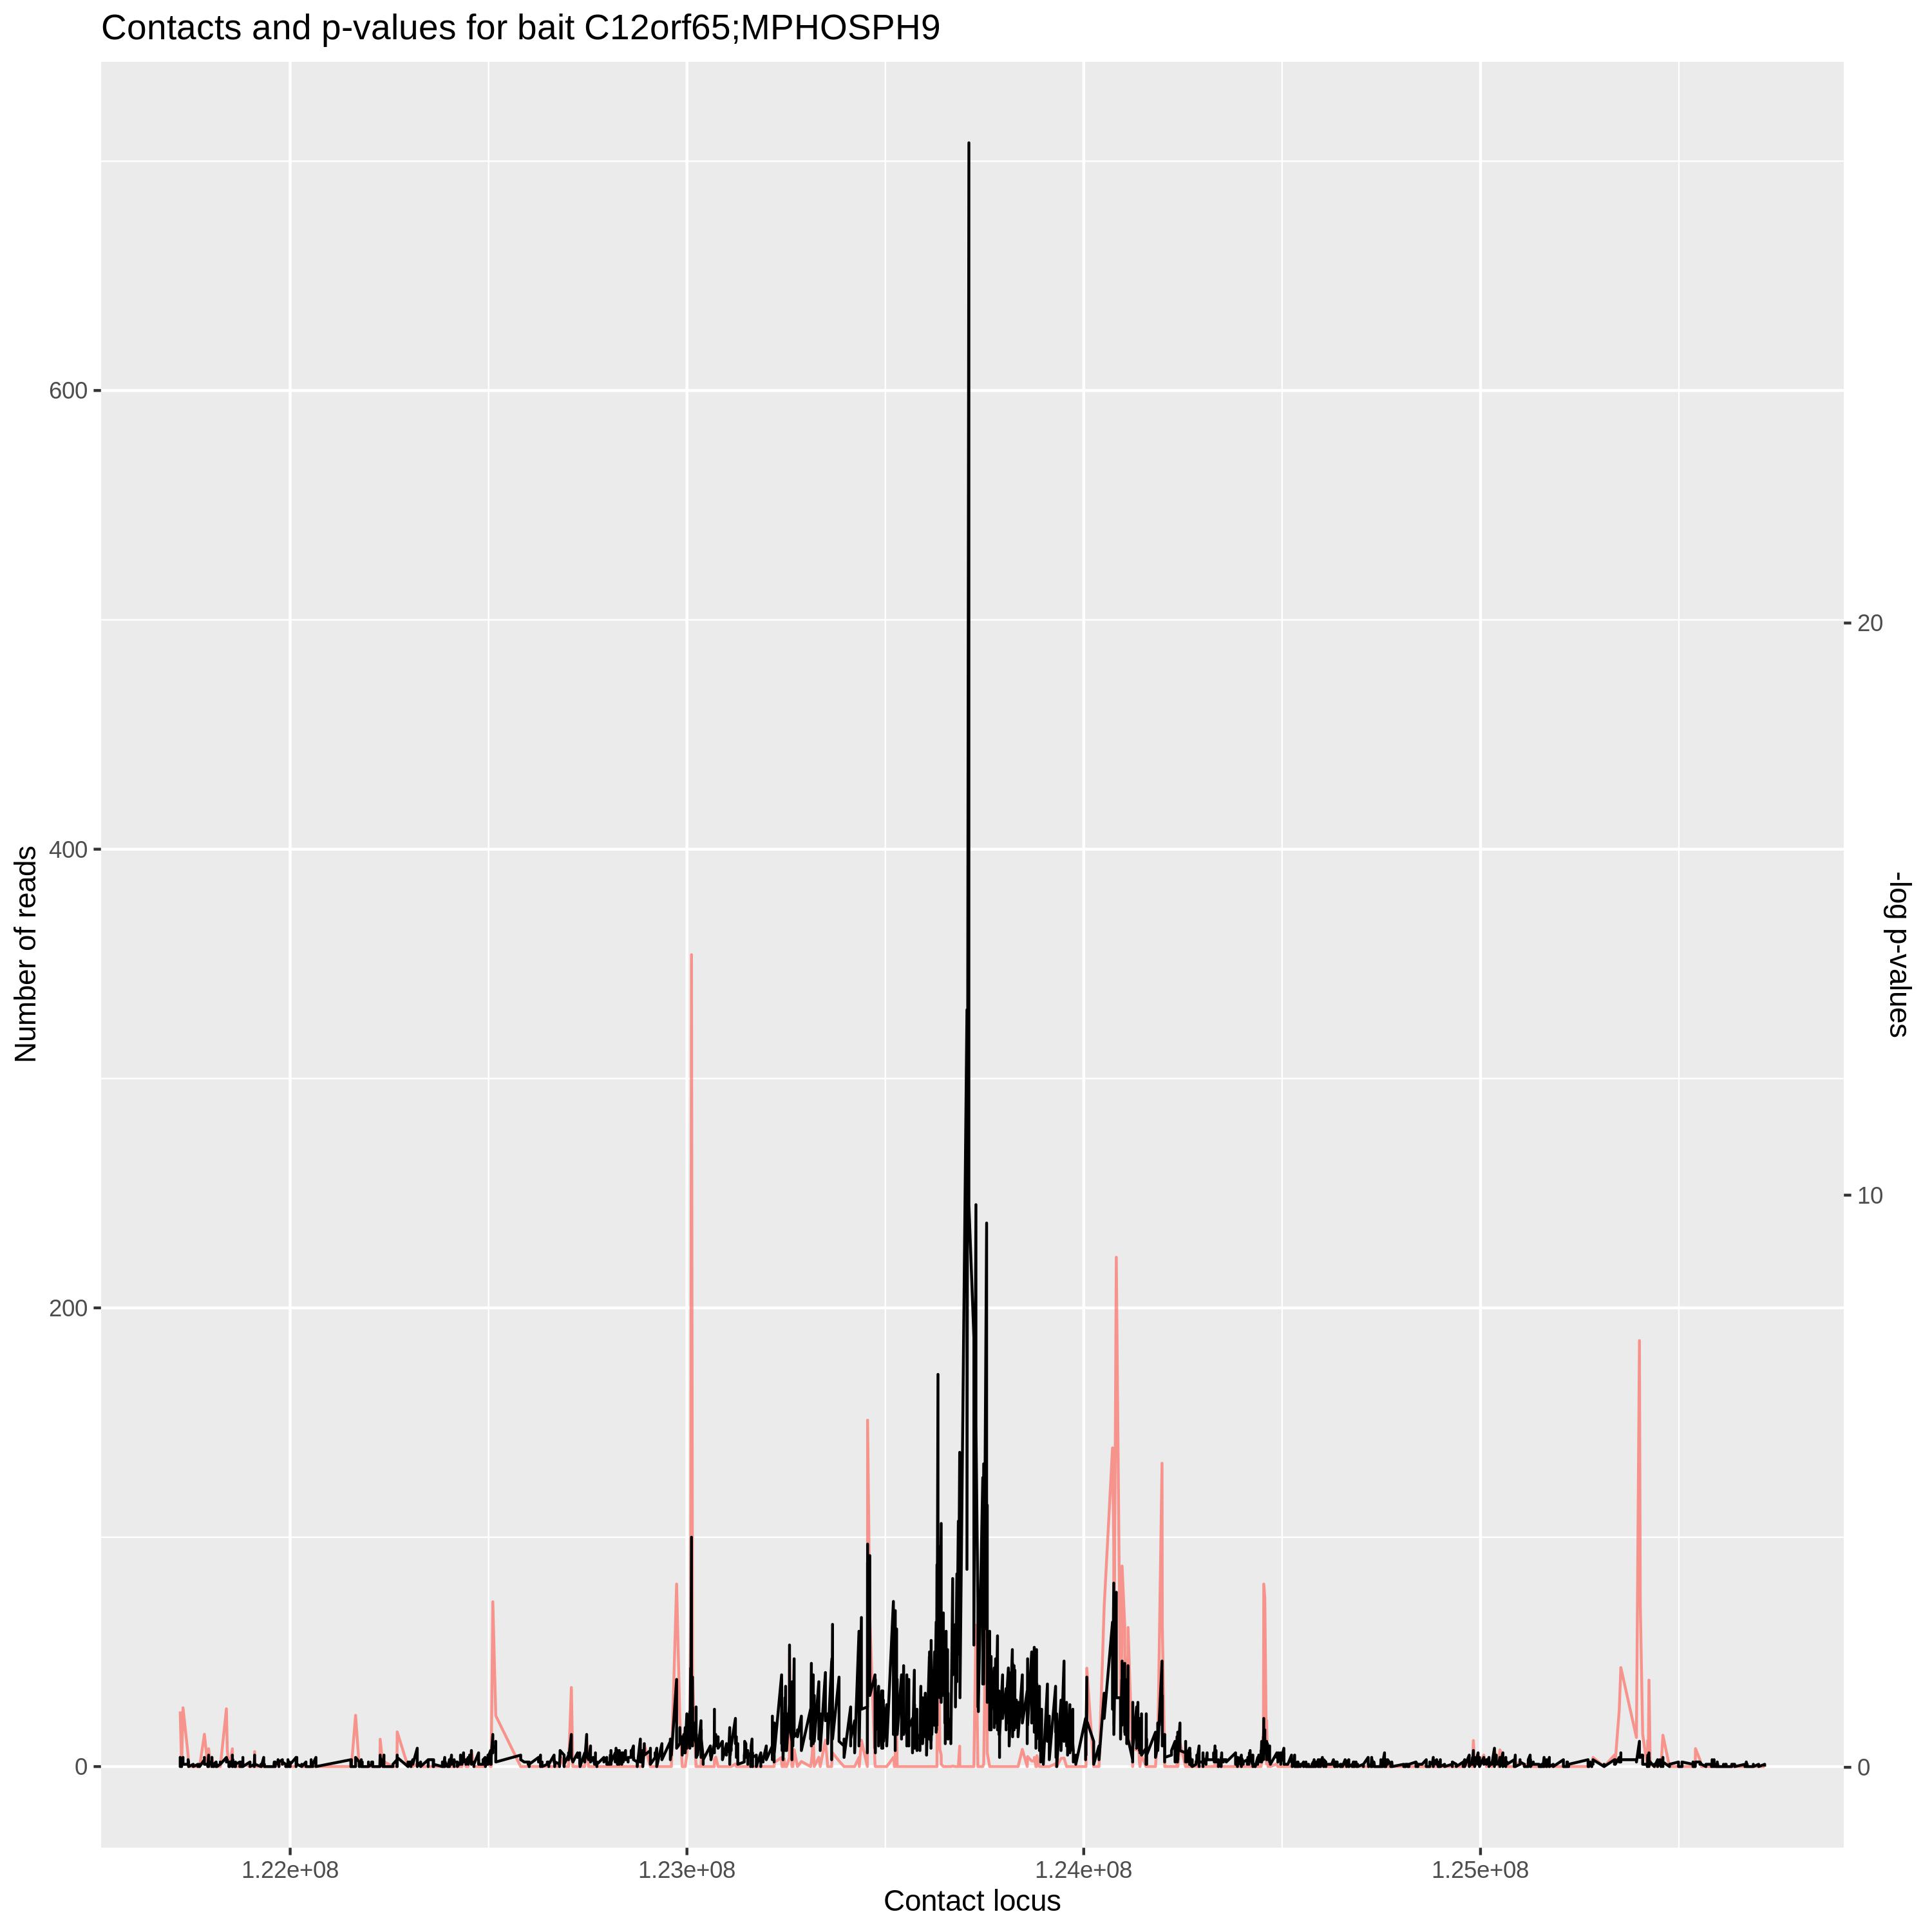 Contacts and p-values for bait C12orf65;MPHOSPH9
600
400
200
0
Number of reads
20
10
0
-log p-values
1.22e+08
1.23e+08
1.24e+08
1.25e+08
Contact locus